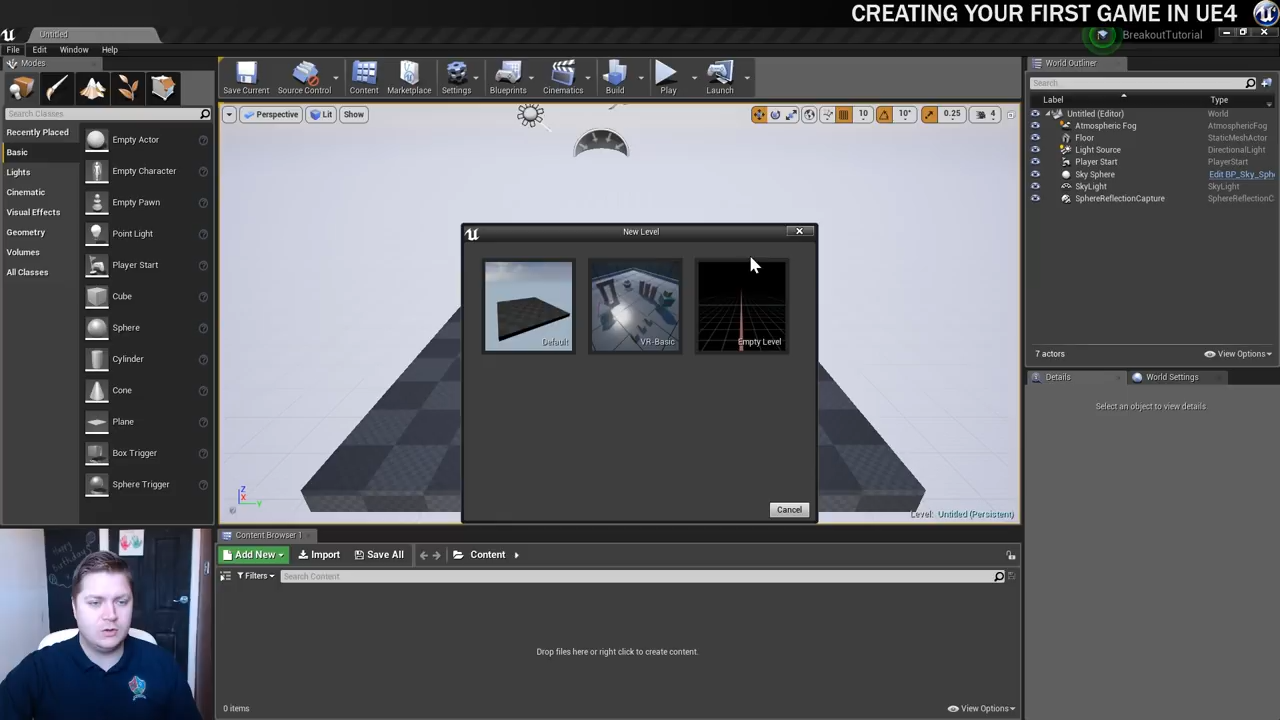 CREATING YOUR FIRST GAME IN UE4
Untitled
BreakoutTutorial
File Edit Window Help
Modes
Search Classes
Recently Placed
Basic
Lights
Cinematic
Visual Effects
Geometry
Volumes
All Classes
Empty Actor
Empty Character
Empty Pawn
Point Light
Player Start
Cube
Sphere
Cylinder
Cone
Plane
Box Trigger
Sphere Trigger
Save Current Source Control Content Marketplace Settings Blueprints Cinematics Build Play Launch
Perspective Lit Show
10 10° 0.25 4
New Level
Default
VR-Basic
Empty Level
Cancel
Level: Untitled (Persistent)
Z
X
Y
World Outliner
Search
Label Type
Untitled (Editor) World
Atmospheric Fog AtmosphericFog
Floor StaticMeshActor
Light Source DirectionalLight
Player Start PlayerStart
Sky Sphere Edit BP_Sky_Sph
SkyLight SkyLight
SphereReflectionCapture SphereReflectionC
7 actors View Options
Details World Settings
Select an object to view details.
Content Browser 1
Add New Import Save All Content
Filters Search Content
Drop files here or right click to create content.
0 items View Options